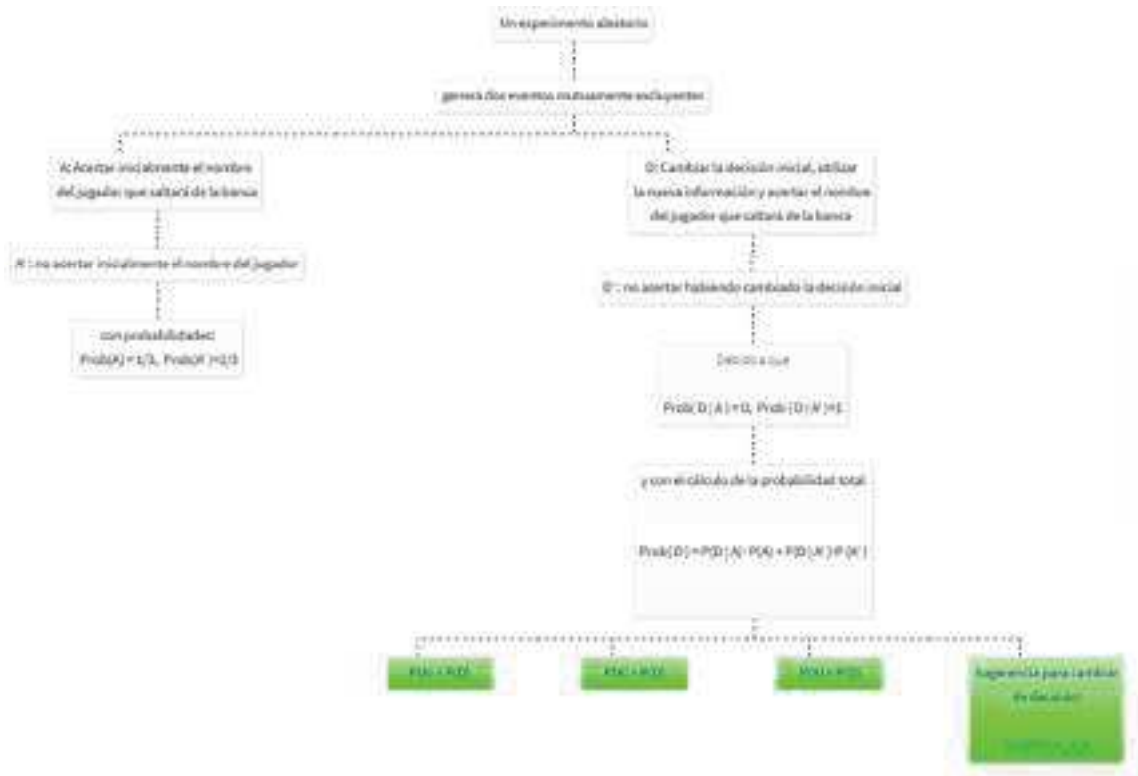 Un experimento aleatorio
genera dos eventos mutuamente excluyentes
A: Acertar inicialmente el nombre
del jugador que saltará de la banca
A' : no acertar inicialmente el nombre del jugador
con probabilidades:
Prob(A) = 1/3, Prob(A' )=2/3
D: Cambiar la decisión inicial, utilizar
la nueva información y acertar el nombre
del jugador que saltará de la banca
D' : no acertar habiendo cambiado la decisión inicial
Debido a que
Prob( D | A ) = 0, Prob ( D | A' )=1
y con el cálculo de la probabilidad total
Prob( D ) = P(D | A) · P(A) + P(D | A' )·P (A' )
Sugerencia para cambiar
de decisión: